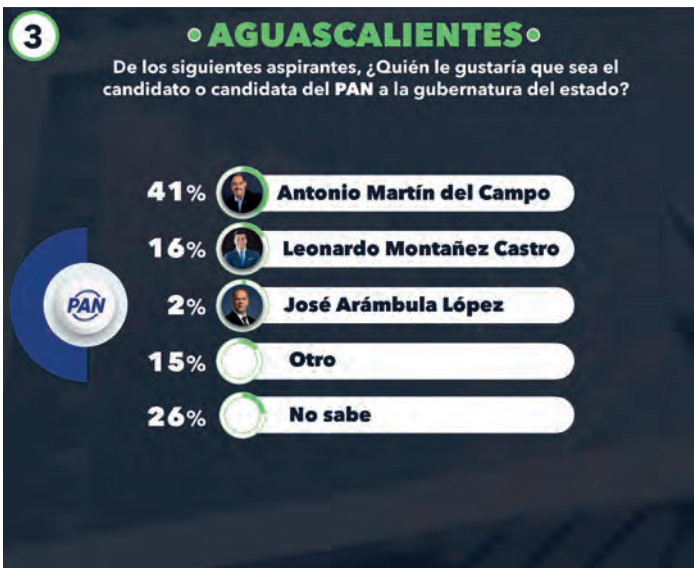 3
AGUASCALIENTES
De los siguientes aspirantes, ¿Quién le gustaría que sea el
candidato o candidata del PAN a la gubernatura del estado?
41% Antonio Martín del Campo
16% Leonardo Montañez Castro
PAN
2% José Arámbula López
15% Otro
26% No sabe